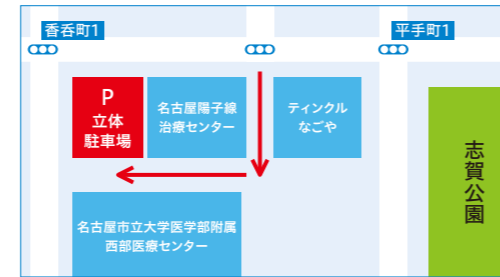 香呑町1
平手町1
P
立体
駐車場
名古屋陽子線
治療センター
ティンクル
なごや
志賀公園
名古屋市立大学医学部附属
西部医療センター